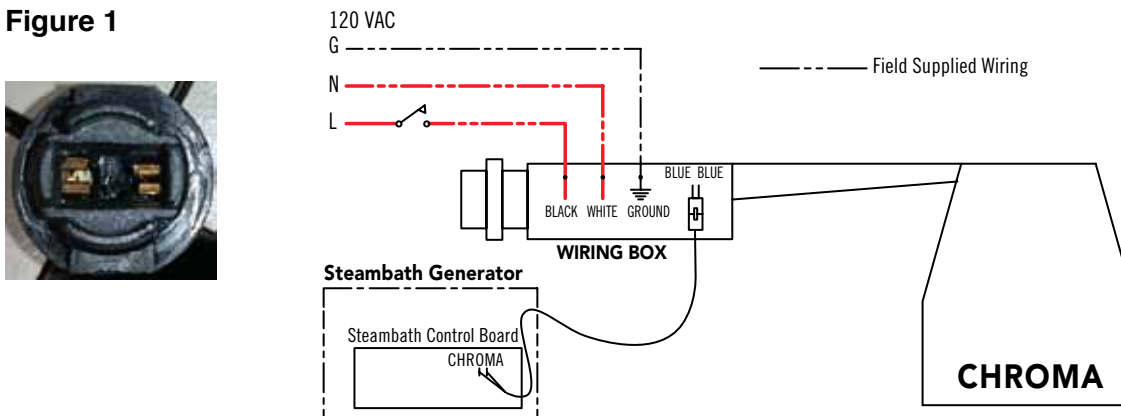 Figure 1
120 VAC
G
N
L
Field Supplied Wiring
BLUE BLUE
BLACK WHITE GROUND
WIRING BOX
Steambath Generator
Steambath Control Board
CHROMA
CHROMA